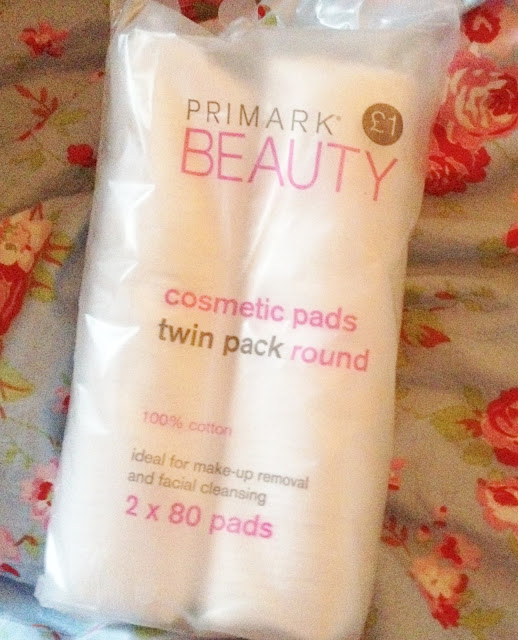 PRIMARK®
£1
BEAUTY
cosmetic pads
twin pack round
100% cotton
ideal for make-up removal
and facial cleansing
2 x 80 pads